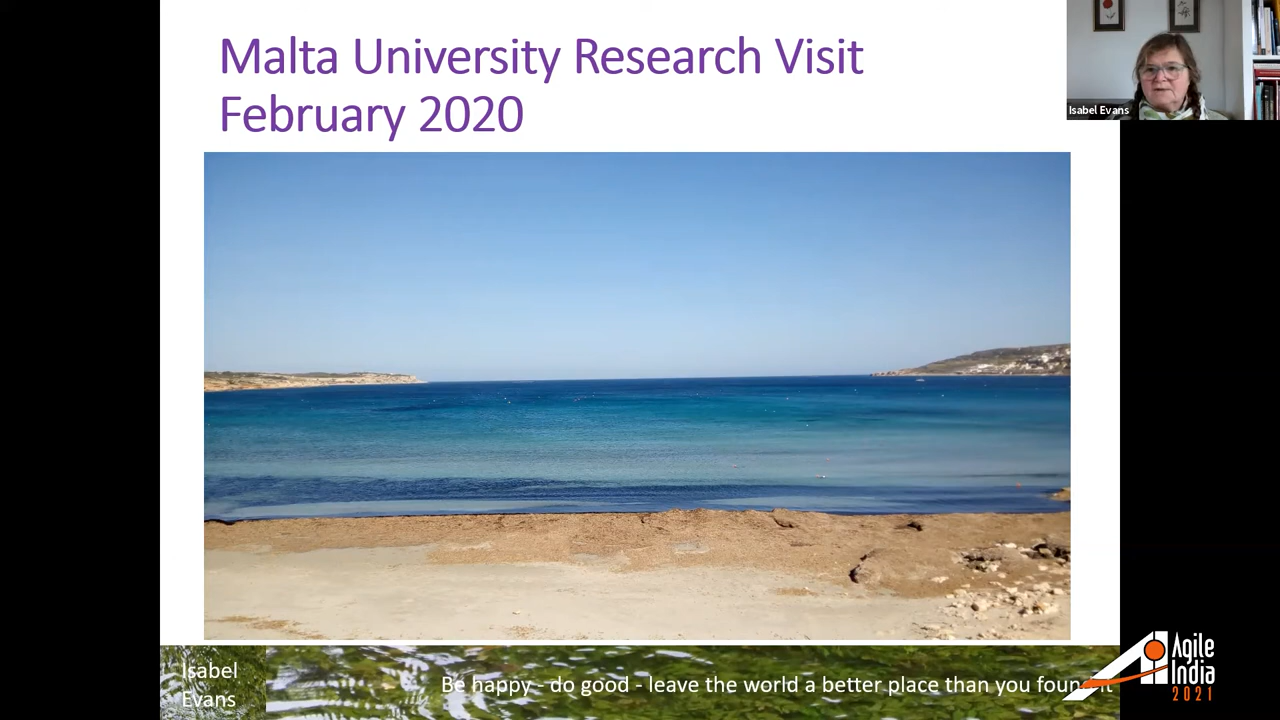 Malta University Research Visit
February 2020
Isabel Evans
Isabel
Evans
Be happy - do good - leave the world a better place than you found it
Agile
India
2021